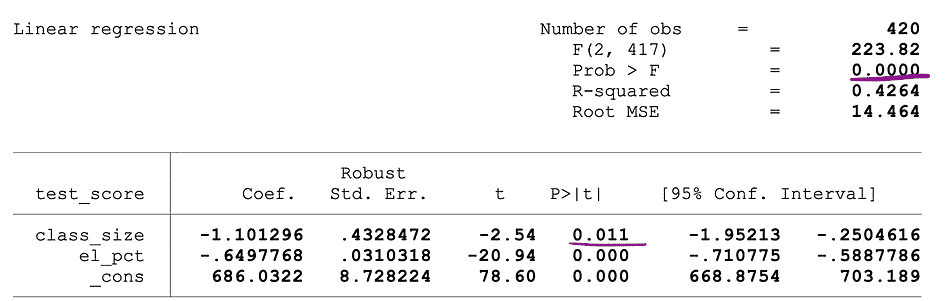 Linear regression Number of obs = 420
F(2, 417) = 223.82
Prob > F = 0.0000
R-squared = 0.4264
Root MSE = 14.464
Robust
test_score Coef. Std. Err. t P>|t| [95% Conf. Interval]
class_size -1.101296 .4328472 -2.54 0.011 -1.95213 -.2504616
el_pct -.6497768 .0310318 -20.94 0.000 -.710775 -.5887786
_cons 686.0322 8.728224 78.60 0.000 668.8754 703.189